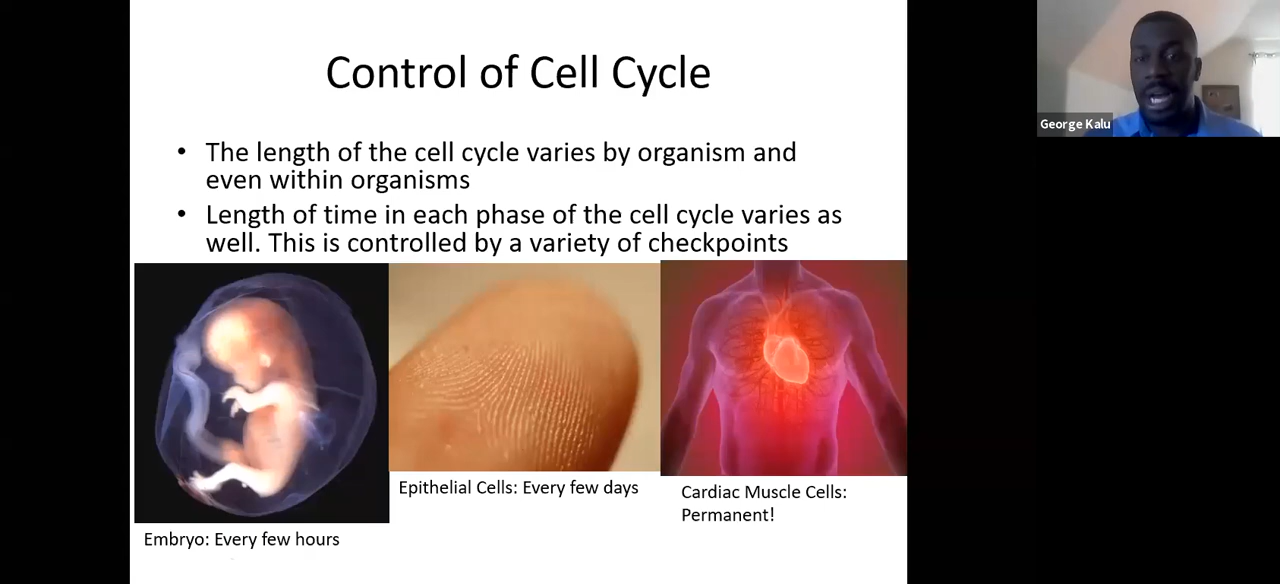 Control of Cell Cycle
• The length of the cell cycle varies by organism and
even within organisms
• Length of time in each phase of the cell cycle varies as
well. This is controlled by a variety of checkpoints
Embryo: Every few hours
Epithelial Cells: Every few days
Cardiac Muscle Cells:
Permanent!
George Kalu